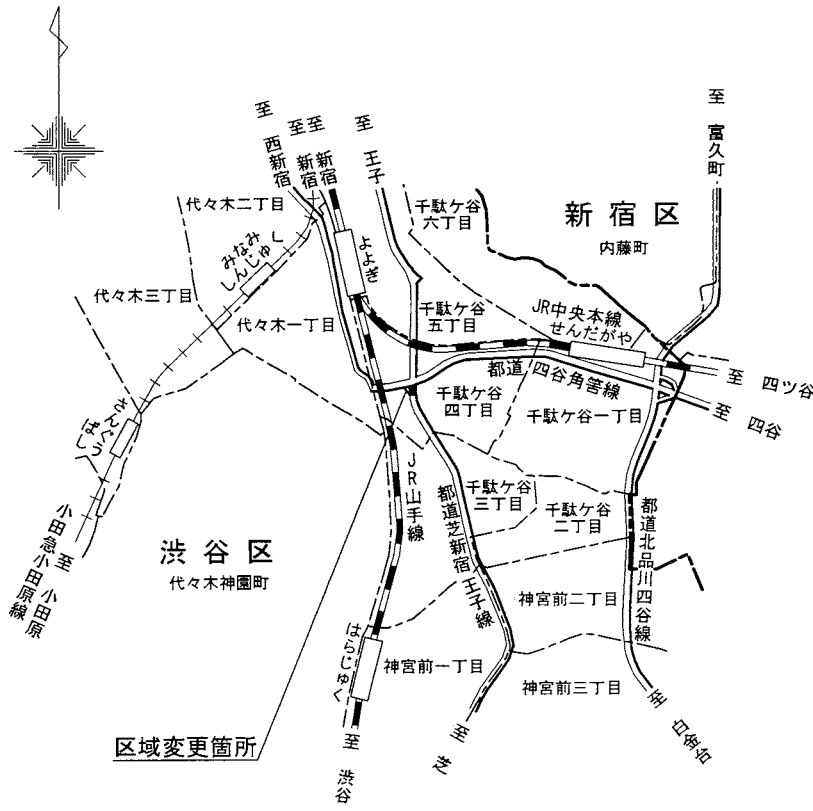 至 西新宿
至 新宿
至 新宿
至 王子
至 富久町
代々木二丁目
千駄ケ谷
六丁目
新宿区
内藤町
みなみ
しんじゅく
よよぎ
代々木三丁目
代々木一丁目
千駄ケ谷
五丁目
JR中央本線
せんだがや
都道 四谷角筈線
至 四ツ谷
至 四谷
千駄ケ谷
四丁目
千駄ケ谷一丁目
さんぐう
ばし
JR山手線
千駄ケ谷
三丁目
千駄ケ谷
二丁目
都道芝新宿王子線
都道北品川四谷線
至 小田原
小田急小田原線
渋谷区
代々木神園町
神宮前二丁目
はらじゅく
神宮前一丁目
神宮前三丁目
区域変更箇所
至 渋谷
至 芝
至 白金台